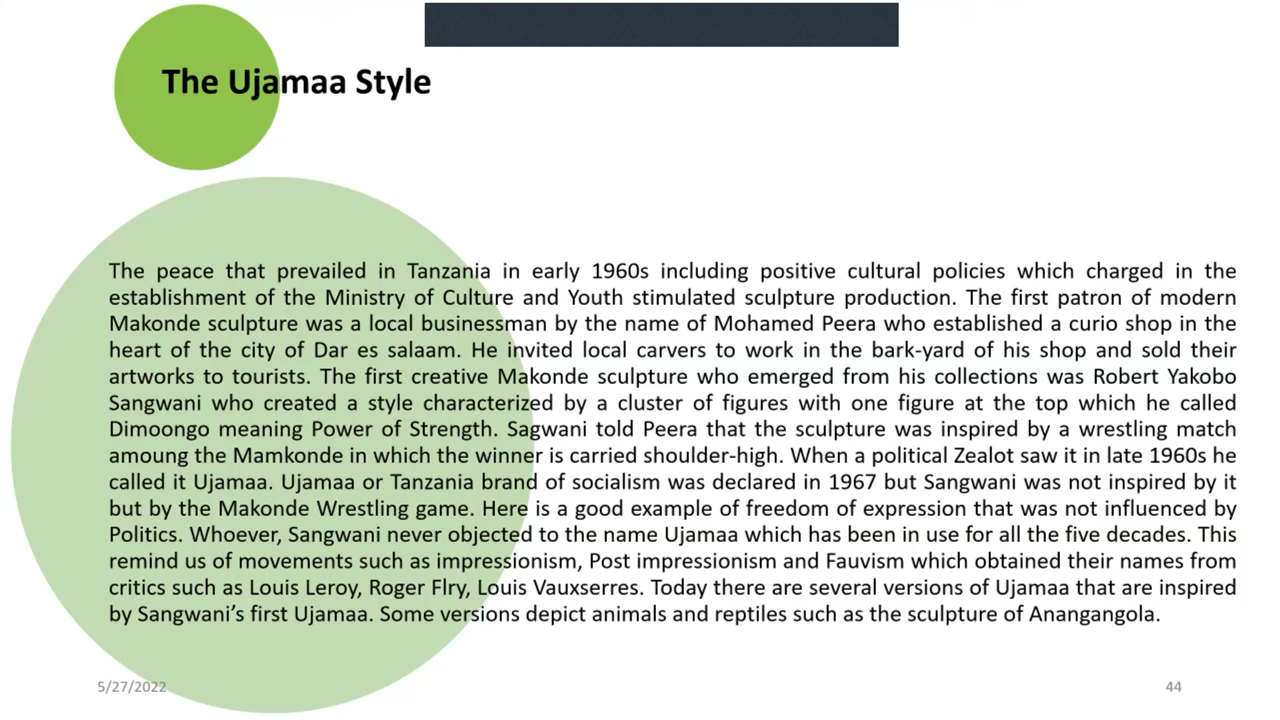 The Ujamaa Style
The peace that prevailed in Tanzania in early 1960s including positive cultural policies which charged in the
establishment of the Ministry of Culture and Youth stimulated sculpture production. The first patron of modern
Makonde sculpture was a local businessman by the name of Mohamed Peera who established a curio shop in the
heart of the city of Dar es salaam. He invited local carvers to work in the bark-yard of his shop and sold their
artworks to tourists. The first creative Makonde sculpture who emerged from his collections was Robert Yakobo
Sangwani who created a style characterized by a cluster of figures with one figure at the top which he called
Dimoongo meaning Power of Strength. Sagwani told Peera that the sculpture was inspired by a wrestling match
amoung the Mamkonde in which the winner is carried shoulder-high. When a political Zealot saw it in late 1960s he
called it Ujamaa. Ujamaa or Tanzania brand of socialism was declared in 1967 but Sangwani was not inspired by it
but by the Makonde Wrestling game. Here is a good example of freedom of expression that was not influenced by
Politics. Whoever, Sangwani never objected to the name Ujamaa which has been in use for all the five decades. This
remind us of movements such as impressionism, Post impressionism and Fauvism which obtained their names from
critics such as Louis Leroy, Roger Flry, Louis Vauxserres. Today there are several versions of Ujamaa that are inspired
by Sangwani’s first Ujamaa. Some versions depict animals and reptiles such as the sculpture of Anangangola.
5/27/2022
44